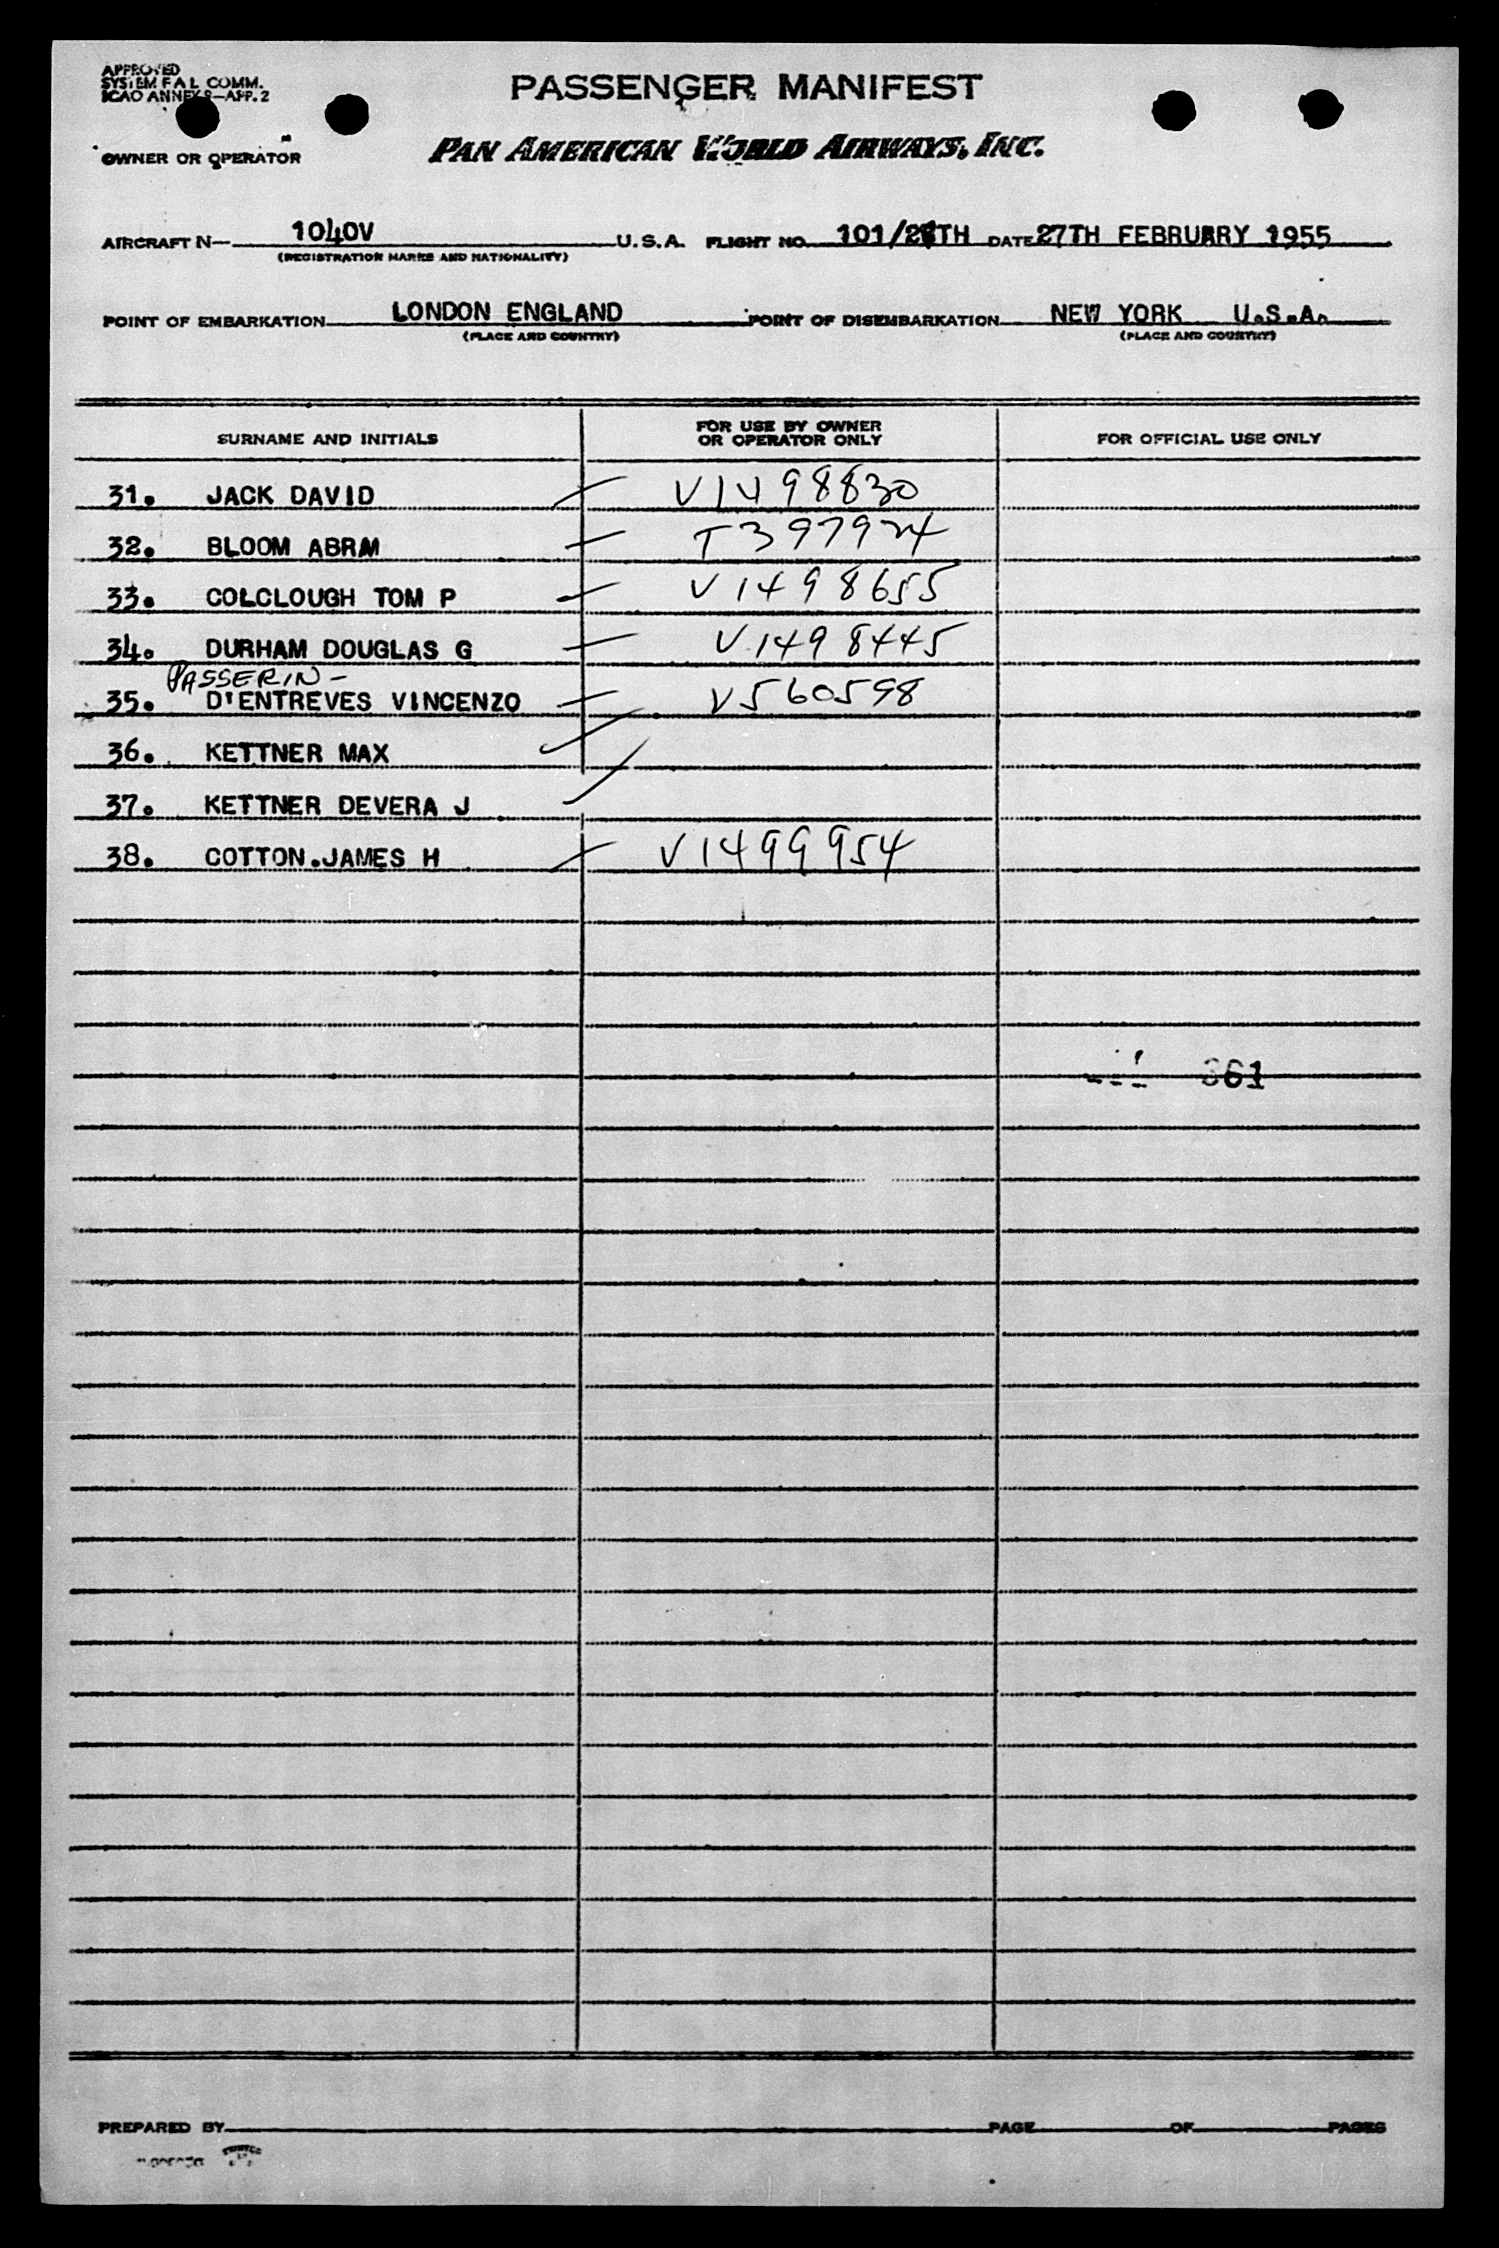 APPROVED
SYSTEM F A L COMM.
ICAO ANNEX 9—APP. 2
PASSENGER MANIFEST
OWNER OR OPERATOR
PAN AMERICAN WORLD AIRWAYS, INC.
AIRCRAFT N— 1040V U.S.A. FLIGHT NO. 101/26TH DATE 27TH FEBRUARY 1955
(REGISTRATION MARKS AND NATIONALITY)
POINT OF EMBARKATION LONDON ENGLAND POINT OF DISEMBARKATION NEW YORK U.S.A.
(PLACE AND COUNTRY) (PLACE AND COUNTRY)
SURNAME AND INITIALS FOR USE BY OWNER OR OPERATOR ONLY FOR OFFICIAL USE ONLY
31. JACK DAVID V1498830
32. BLOOM ABRM T397924
33. COLCLOUGH TOM P V1498655
34. DURHAM DOUGLAS G V1498445
PASSERIN-
35. D'ENTREVES VINCENZO V560598
36. KETTNER MAX
37. KETTNER DEVERA J
38. COTTON.JAMES H V1499954
361
PREPARED BY PAGE OF PAGES